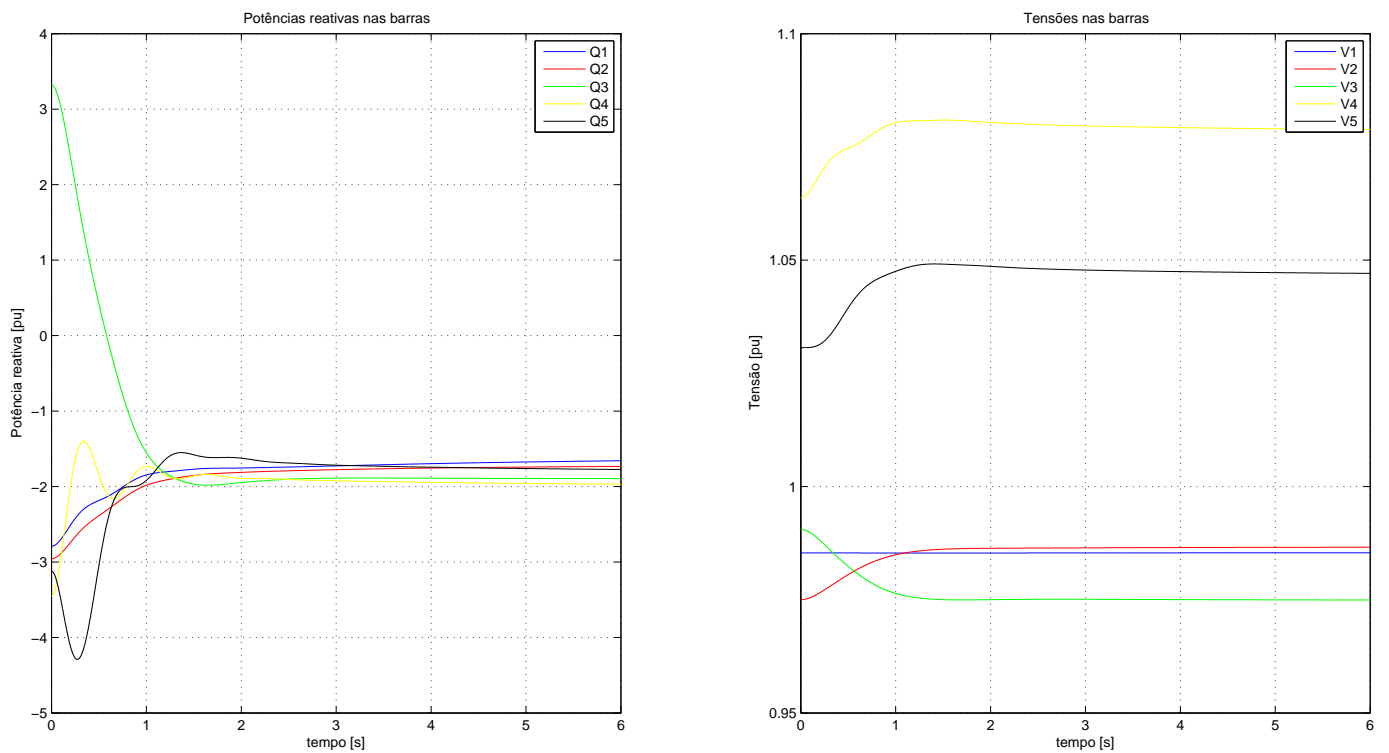 Potências reativas nas barras
4
3
2
1
0
−1
−2
−3
−4
−5
Potência reativa [pu]
0 1 2 3 4 5 6
tempo [s]
Q1
Q2
Q3
Q4
Q5
Tensões nas barras
1.1
1.05
1
0.95
Tensão [pu]
0 1 2 3 4 5 6
tempo [s]
V1
V2
V3
V4
V5